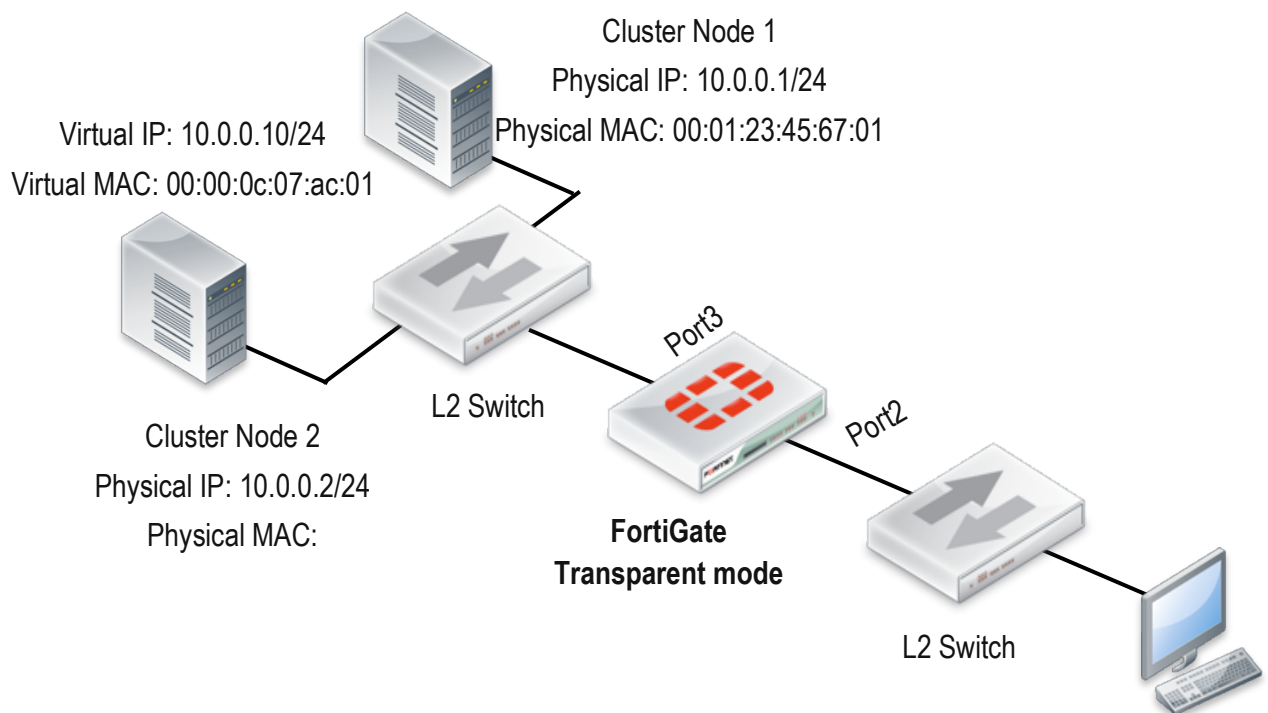 Cluster Node 1
Physical IP: 10.0.0.1/24
Physical MAC: 00:01:23:45:67:01
Virtual IP: 10.0.0.10/24
Virtual MAC: 00:00:0c:07:ac:01
Port3
L2 Switch
Port2
Cluster Node 2
Physical IP: 10.0.0.2/24
Physical MAC:
FORTINET
FortiGate
Transparent mode
L2 Switch